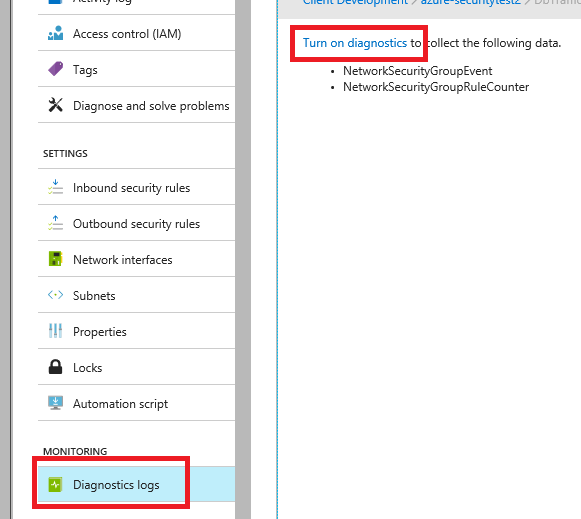 Activity log
Access control (IAM)
Tags
Diagnose and solve problems
SETTINGS
Inbound security rules
Outbound security rules
Network interfaces
Subnets
Properties
Locks
Automation script
MONITORING
Diagnostics logs
Client Development > azure-securitytest2 >
Turn on diagnostics to collect the following data.
• NetworkSecurityGroupEvent
• NetworkSecurityGroupRuleCounter